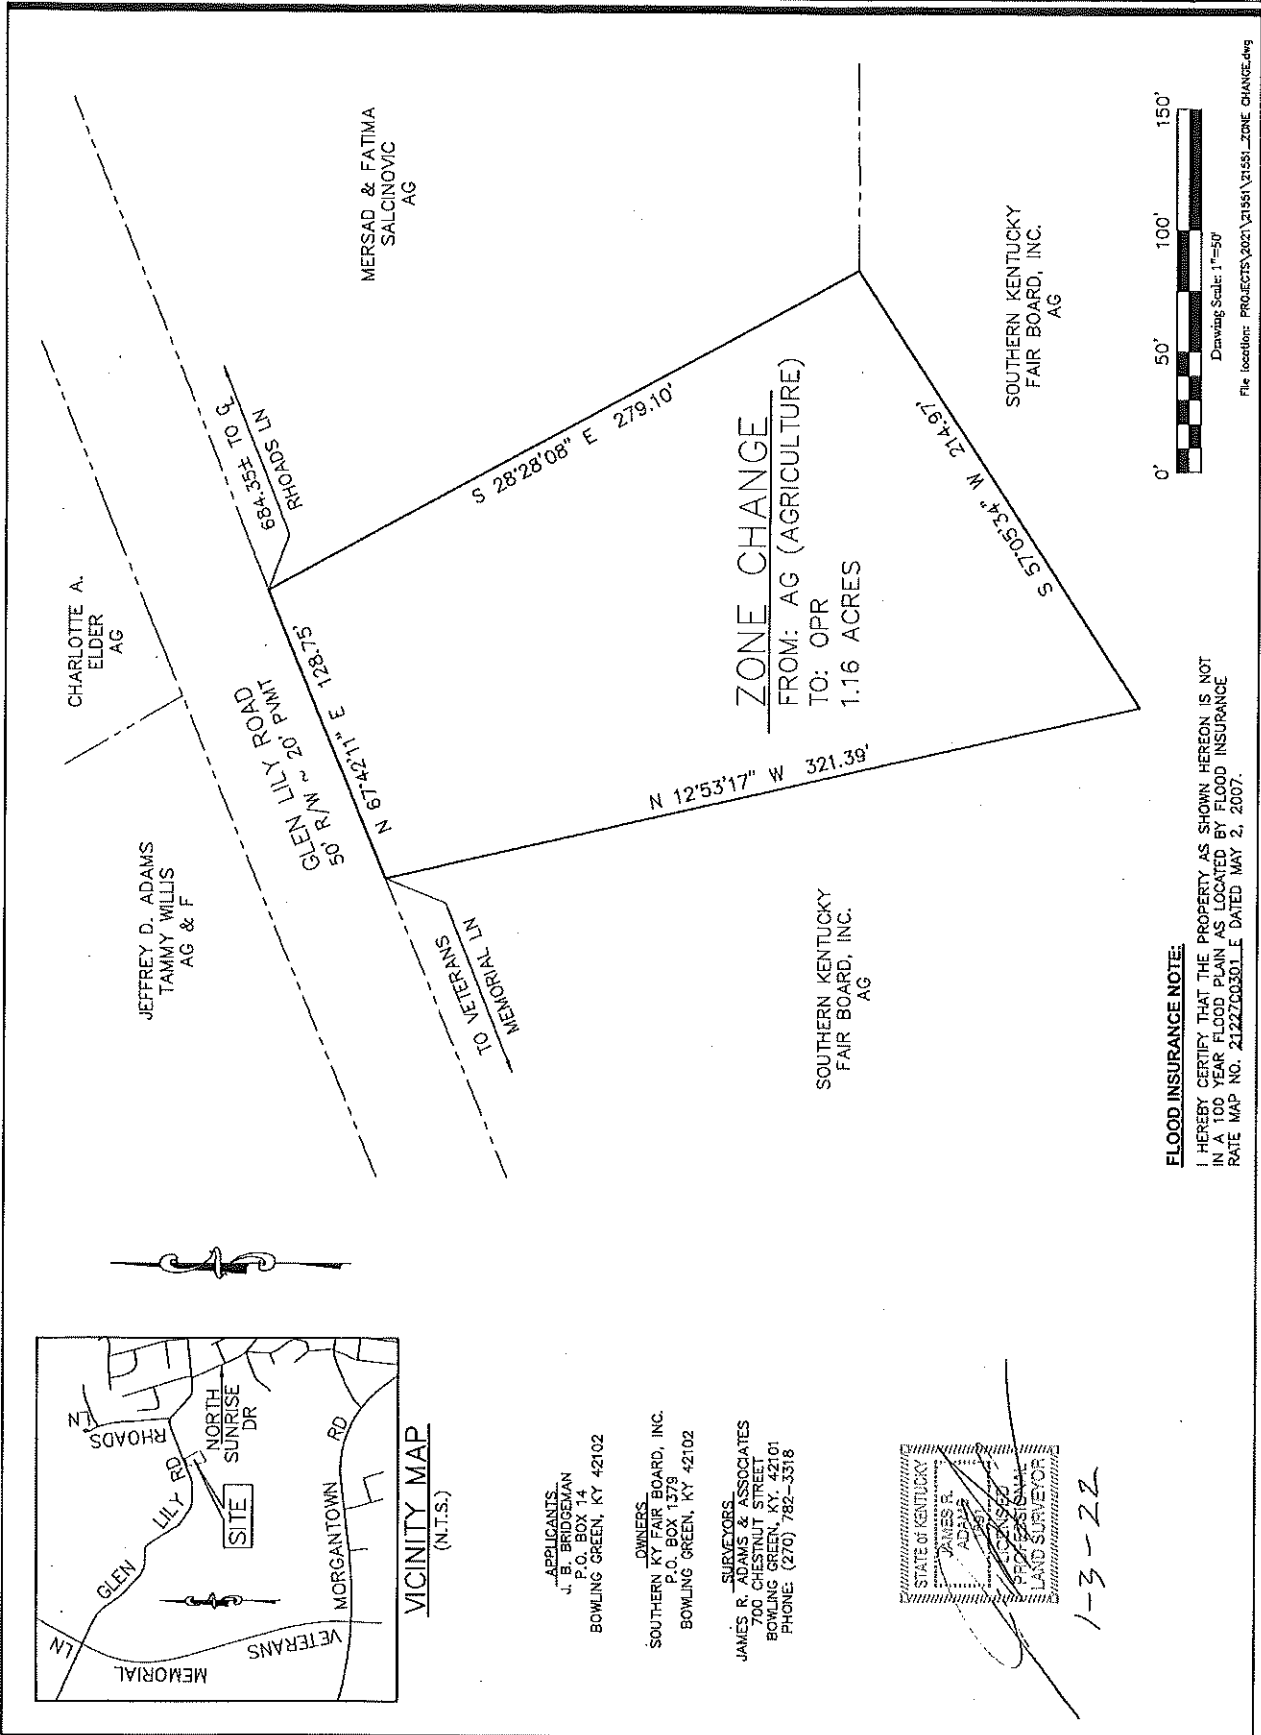 CHARLOTTE A.
ELDER
AG
JEFFREY D. ADAMS
TAMMY WILLIS
AG & F
MERSAD & FATIMA
SALCINOVIC
AG
GLEN LILY ROAD
50' R/W ~ 20' PVMT
684.35± TO ℄
RHOADS LN
N 67°42'11" E 128.75'
S 28°28'08" E 279.10'
TO VETERANS
MEMORIAL LN
N 12°53'17" W 321.39'
S 57°05'34" W 214.97'
ZONE CHANGE
FROM: AG (AGRICULTURE)
TO: OPR
1.16 ACRES
SOUTHERN KENTUCKY
FAIR BOARD, INC.
AG
SOUTHERN KENTUCKY
FAIR BOARD, INC.
AG
FLOOD INSURANCE NOTE:
I HEREBY CERTIFY THAT THE PROPERTY AS SHOWN HEREON IS NOT
IN A 100 YEAR FLOOD PLAIN AS LOCATED BY FLOOD INSURANCE
RATE MAP NO. 21227C0301 E DATED MAY 2, 2007.
0' 50' 100' 150'
Drawing Scale: 1"=50'
File location: PROJECTS\2021\21551\21551_ZONE CHANGE.dwg
MEMORIAL
LN
VETERANS
GLEN
LILY
RD
RHOADS
LN
NORTH
SUNRISE
DR
SITE
MORGANTOWN
RD
VICINITY MAP
(N.T.S.)
APPLICANTS
J. B. BRIDGEMAN
P.O. BOX 14
BOWLING GREEN, KY 42102
OWNERS
SOUTHERN KY FAIR BOARD, INC.
P.O. BOX 1379
BOWLING GREEN, KY 42102
SURVEYORS
JAMES R. ADAMS & ASSOCIATES
700 CHESTNUT STREET
BOWLING GREEN, KY. 42101
PHONE: (270) 782-3318
STATE of KENTUCKY
JAMES R.
ADAMS
LICENSED
PROFESSIONAL
LAND SURVEYOR
1-3-22